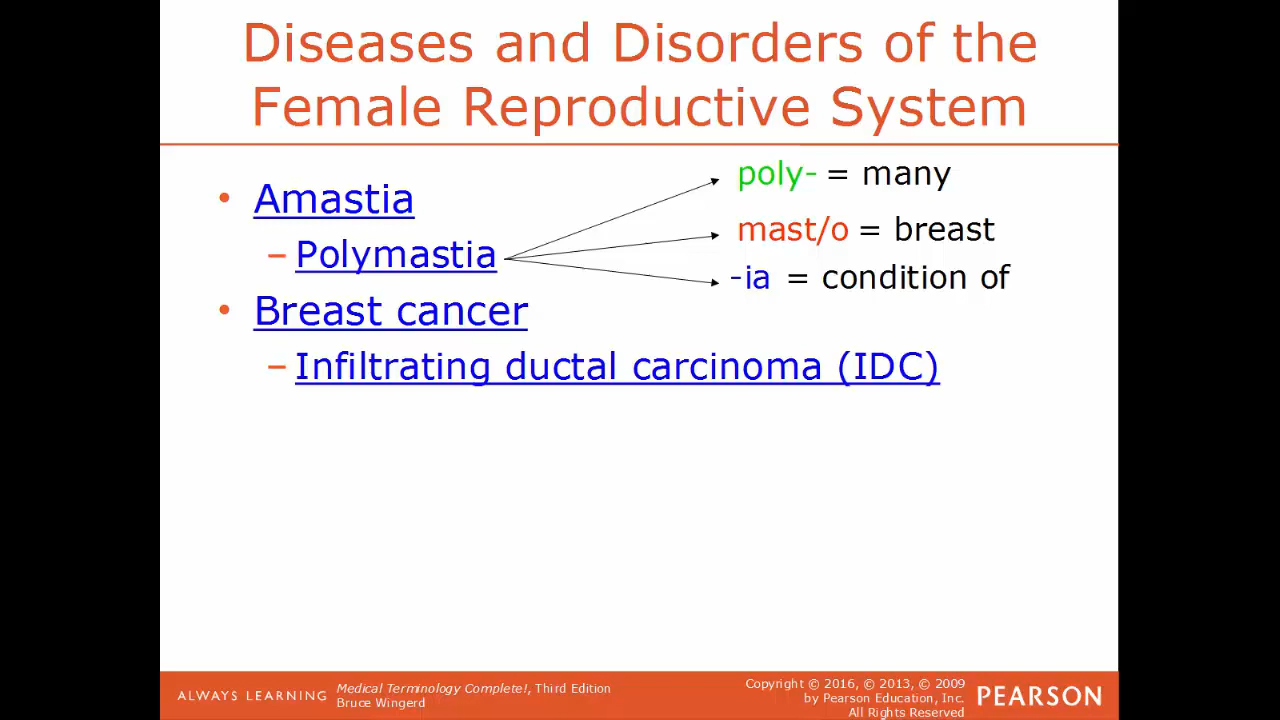 Diseases and Disorders of the
Female Reproductive System
• Amastia
– Polymastia
poly- = many
mast/o = breast
-ia = condition of
• Breast cancer
– Infiltrating ductal carcinoma (IDC)
ALWAYS LEARNING
Medical Terminology Complete!, Third Edition
Bruce Wingerd
Copyright © 2016, © 2013, © 2009
by Pearson Education, Inc.
All Rights Reserved
PEARSON